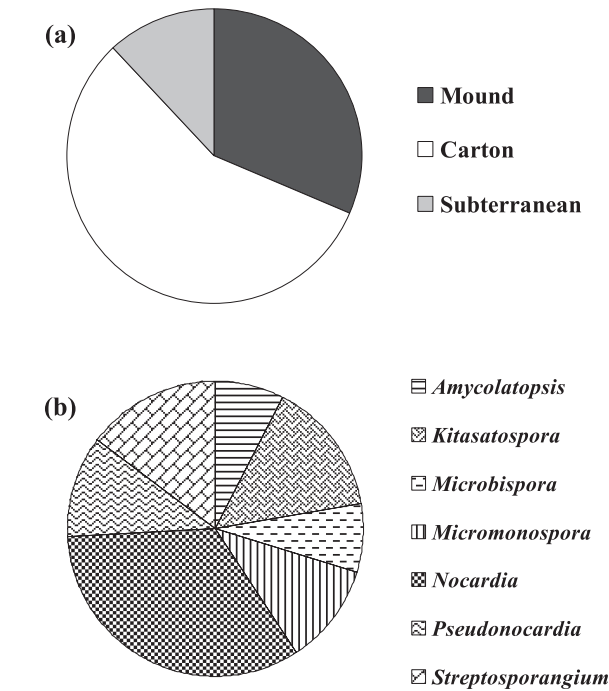 (a)
Mound
Carton
Subterranean
(b)
Amycolatopsis
Kitasatospora
Microbispora
Micromonospora
Nocardia
Pseudonocardia
Streptosporangium